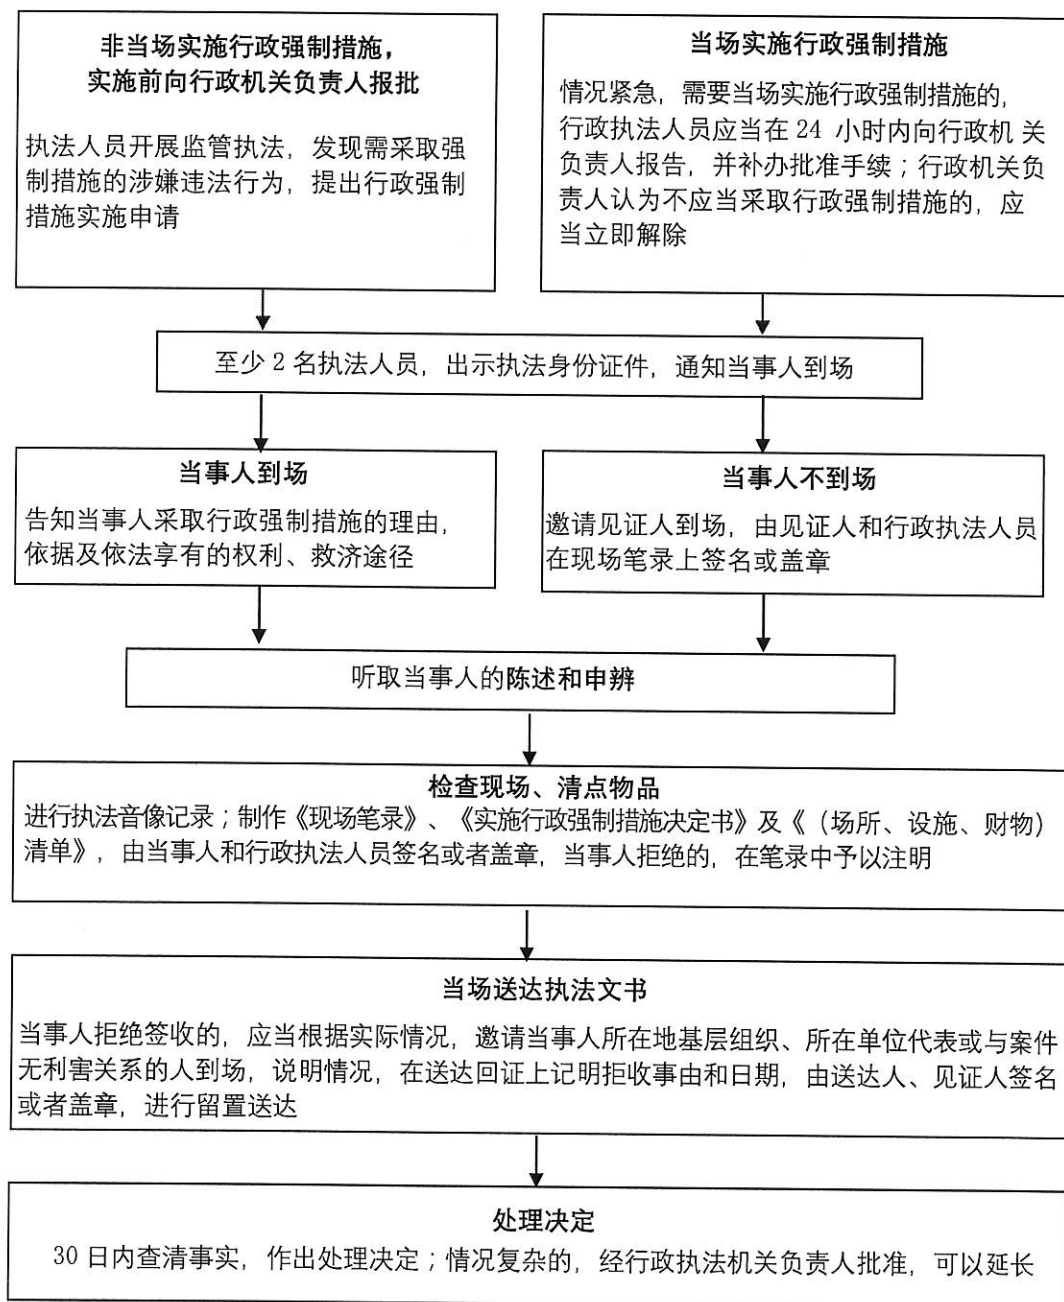 非当场实施行政强制措施，
实施前向行政机关负责人报批
执法人员开展监管执法，发现需采取强
制措施的涉嫌违法行为，提出行政强制
措施实施申请
当场实施行政强制措施
情况紧急，需要当场实施行政强制措施的，
行政执法人员应当在 24 小时内向行政机 关
负责人报告，并补办批准手续；行政机关负
责人认为不应当采取行政强制措施的，应
当立即解除
至少 2 名执法人员，出示执法身份证件，通知当事人到场
当事人到场
告知当事人采取行政强制措施的理由，
依据及依法享有的权利、救济途径
当事人不到场
邀请见证人到场，由见证人和行政执法人员
在现场笔录上签名或盖章
听取当事人的陈述和申辨
检查现场、清点物品
进行执法音像记录；制作《现场笔录》、《实施行政强制措施决定书》及《（场所、设施、财物）
清单》，由当事人和行政执法人员签名或者盖章，当事人拒绝的，在笔录中予以注明
当场送达执法文书
当事人拒绝签收的，应当根据实际情况，邀请当事人所在地基层组织、所在单位代表或与案件
无利害关系的人到场，说明情况，在送达回证上记明拒收事由和日期，由送达人、见证人签名
或者盖章，进行留置送达
处理决定
30 日内查清事实，作出处理决定；情况复杂的，经行政执法机关负责人批准，可以延长